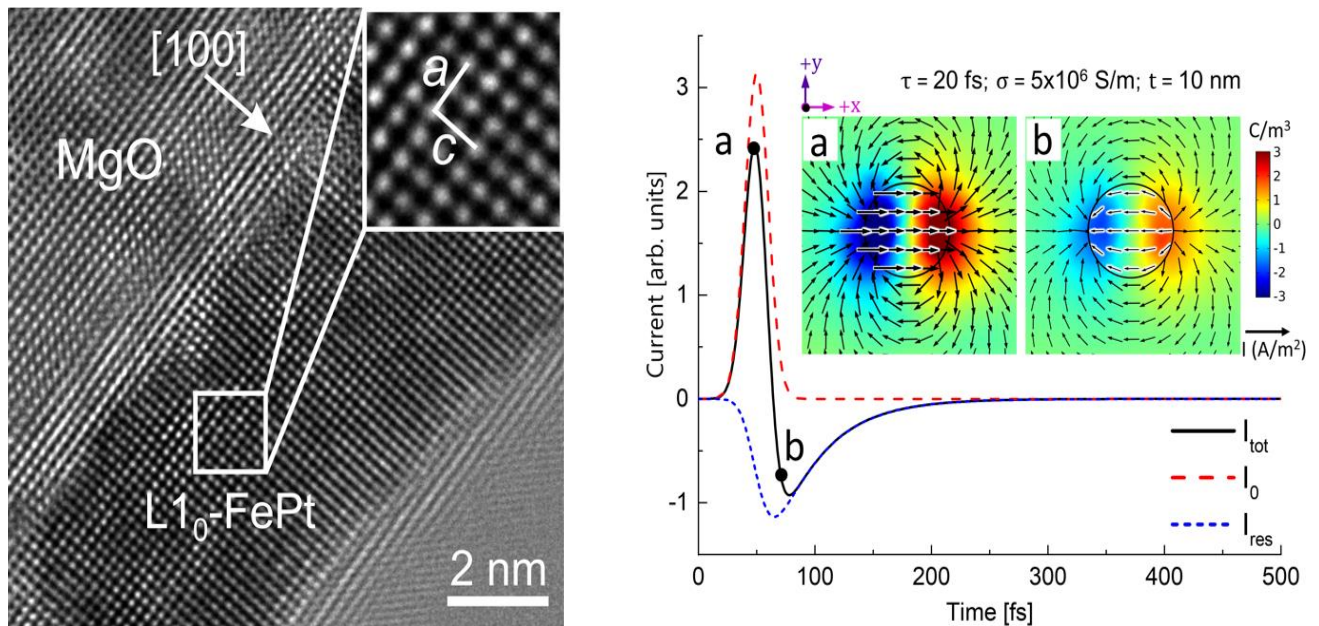 [100]
MgO
a
c
L1₀-FePt
2 nm
Current [arb. units]
3
2
1
0
-1
a
b
+y
+x
τ = 20 fs; σ = 5x10⁶ S/m; t = 10 nm
a
b
C/m³
3
2
1
0
-1
-2
-3
I (A/m²)
I_tot
I_0
I_res
0 100 200 300 400 500
Time [fs]